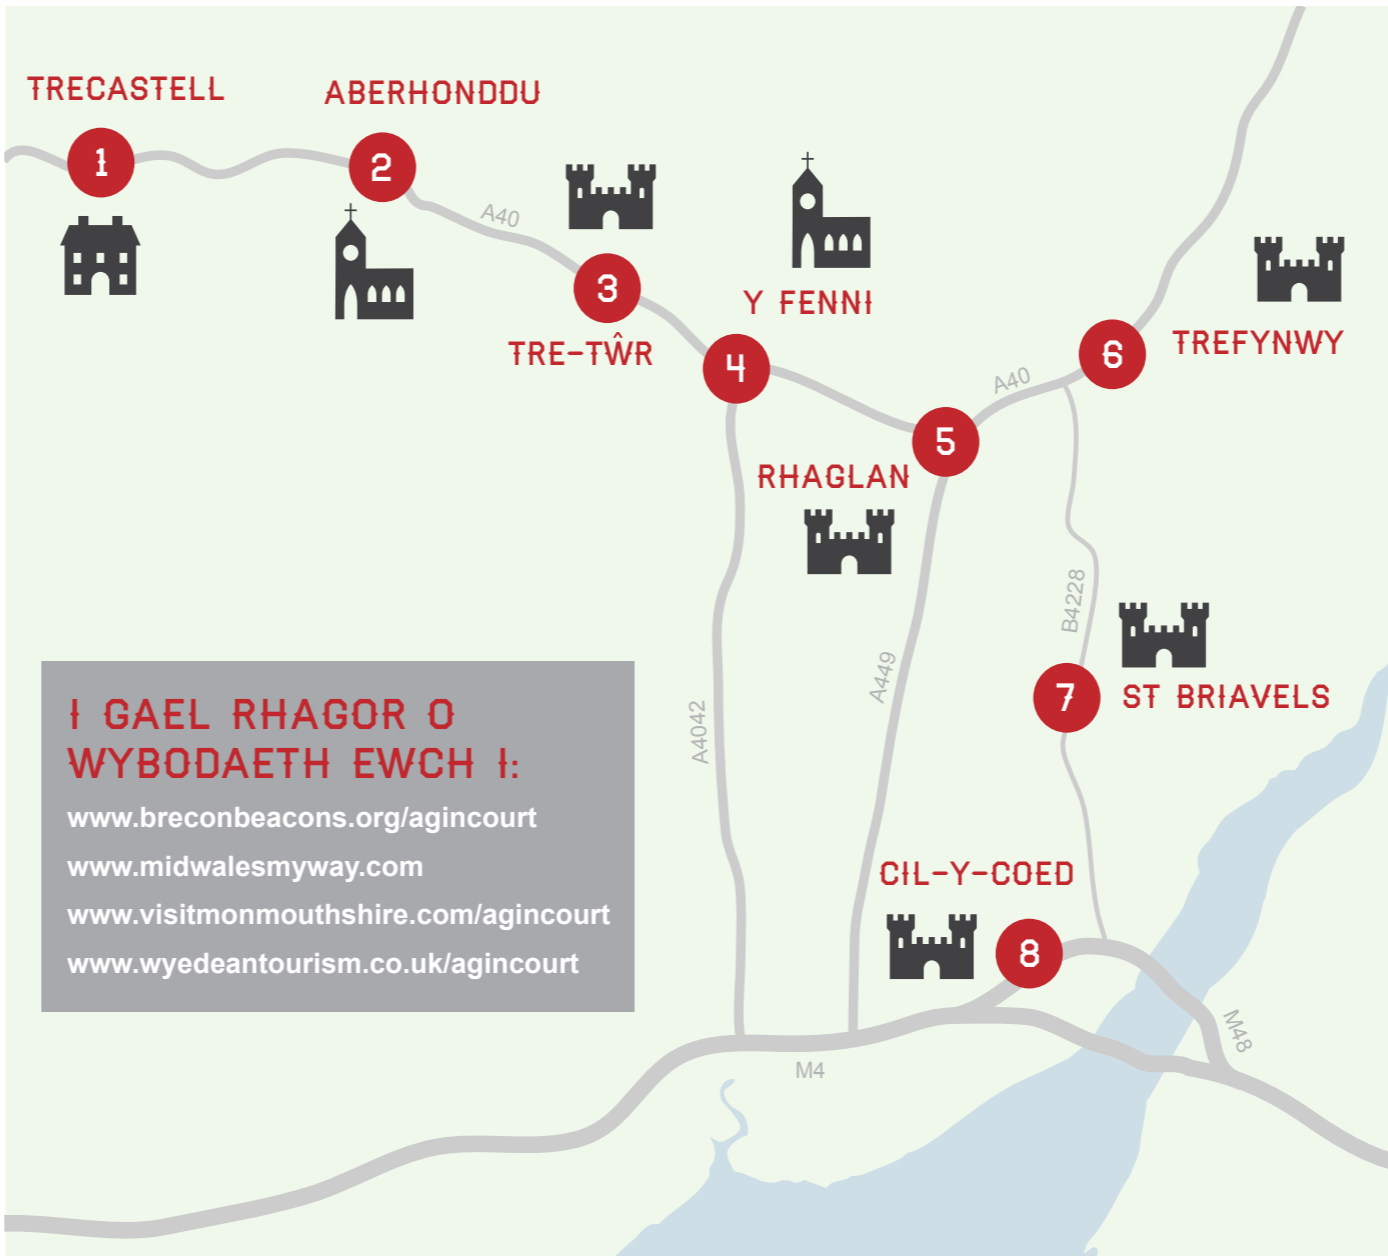 TRECASTELL
1
ABERHONDDU
2
A40
3
TRE-TŴR
Y FENNI
4
A40
6
TREFYNWY
5
RHAGLAN
B4228
A449
A4042
7
ST BRIAVELS
I GAEL RHAGOR O
WYBODAETH EWCH I:
www.breconbeacons.org/agincourt
www.midwalesmyway.com
www.visitmonmouthshire.com/agincourt
www.wyedeantourism.co.uk/agincourt
CIL-Y-COED
8
M48
M4